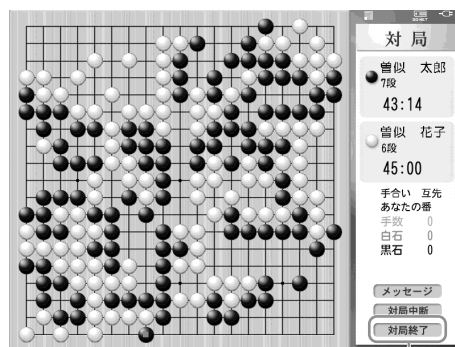 対局
曽似 太郎
7段
43:14
曽似 花子
6段
45:00
手合い 互先
あなたの番
手数 0
白石 0
黒石 0
メッセージ
対局中断
対局終了